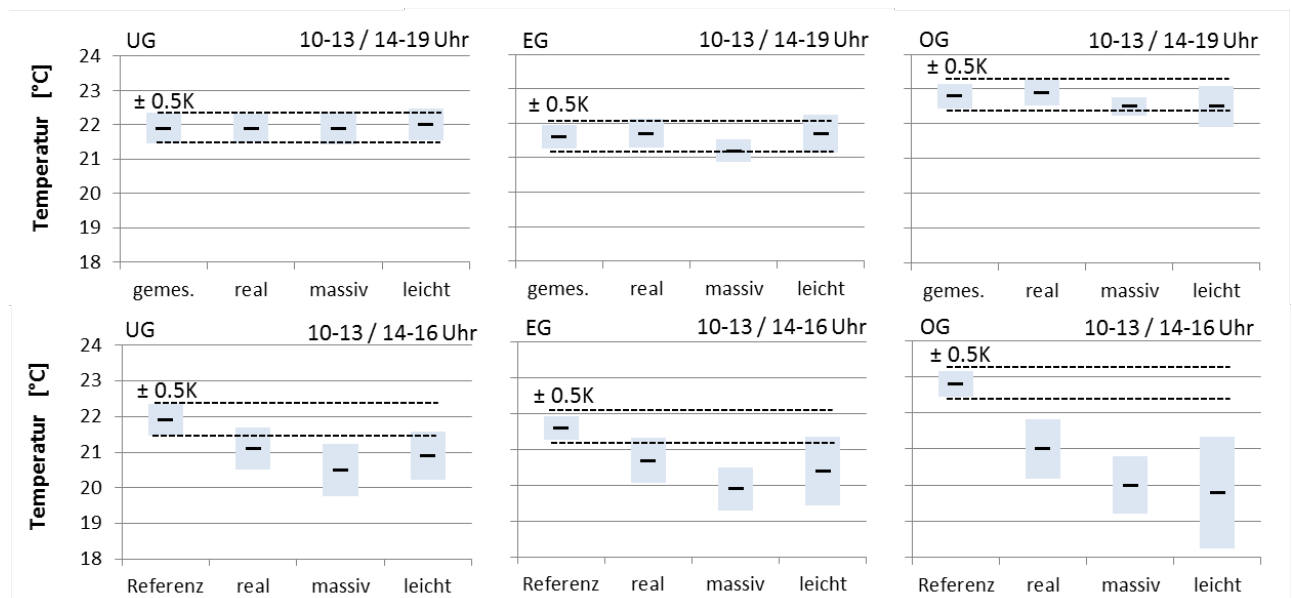 UG 10-13 / 14-19 Uhr EG 10-13 / 14-19 Uhr OG 10-13 / 14-19 Uhr
Temperatur [°C]
24
23
22
21
20
19
18
± 0.5K ± 0.5K ± 0.5K
gemes. real massiv leicht gemes. real massiv leicht gemes. real massiv leicht
UG 10-13 / 14-16 Uhr EG 10-13 / 14-16 Uhr OG 10-13 / 14-16 Uhr
Temperatur [°C]
24
23
22
21
20
19
18
± 0.5K ± 0.5K ± 0.5K
Referenz real massiv leicht Referenz real massiv leicht Referenz real massiv leicht